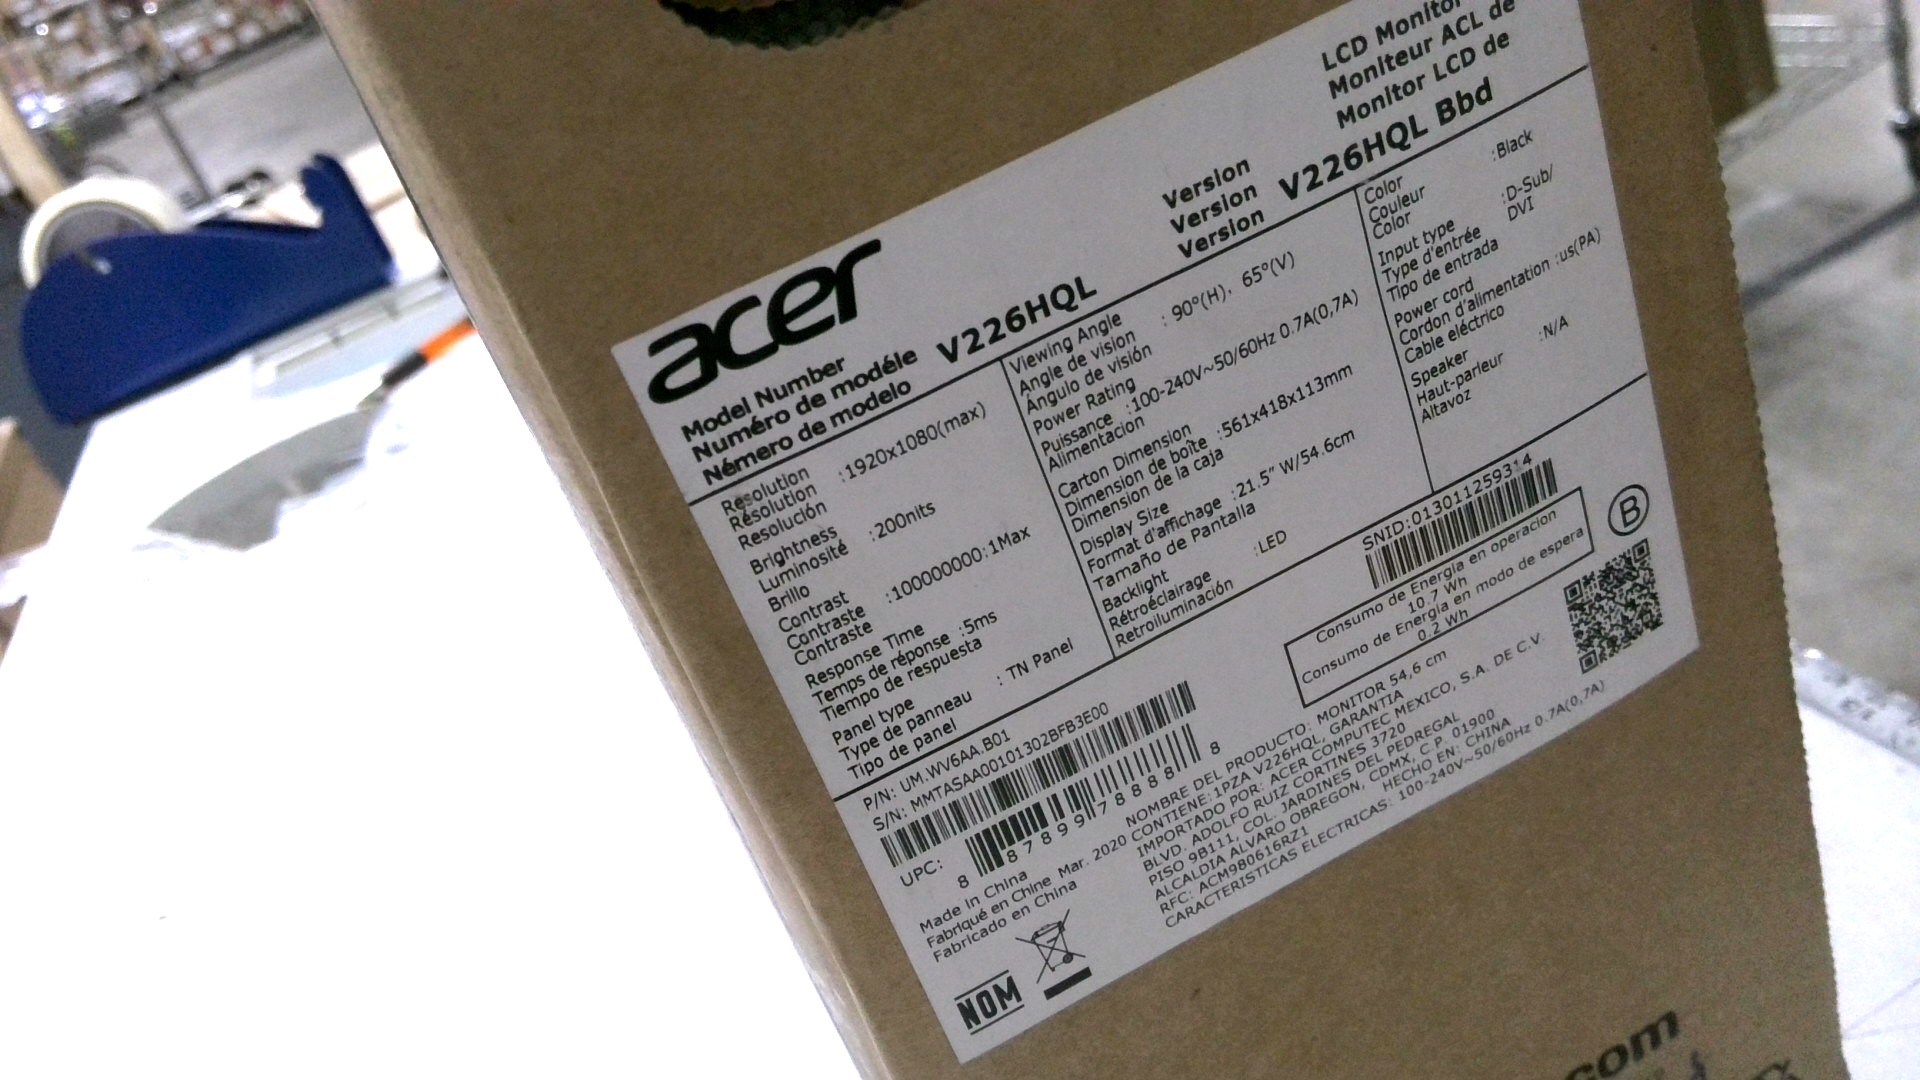 LCD Monitor
Moniteur ACL de
Monitor LCD de
acer
Model Number
Numéro de modéle V226HQL
Némero de modelo
Version
Version V226HQL Bbd
Version
Resolution
Résolution :1920x1080(max)
Resolución
Brightness
Luminosité :200nits
Brillo
Contrast
Contraste :100000000:1Max
Contraste
Response Time
Temps de réponse :5ms
Tiempo de respuesta
Panel type
Type de panneau : TN Panel
Tipo de panel
Viewing Angle
Angle de vision : 90°(H), 65°(V)
Angulo de visión
Power Rating
Puissance :100-240V~50/60Hz 0.7A(0,7A)
Alimentacion
Carton Dimension
Dimension de boîte :561x418x113mm
Dimension de la caja
Display Size
Format d'affichage :21.5" W/54.6cm
Tamaño de Pantalla
Backlight
Rétroéclairage :LED
Retroiluminación
Color
Couleur :Black
Color
Input type :D-Sub/
Type d'entrée DVI
Tipo de entrada
Power cord
Cordon d'alimentation :us(PA)
Cable eléctrico
Speaker
Haut-parleur :N/A
Altavoz
P/N: UM.WV6AA.B01
S/N: MMTASAA00101302BFB3E00
UPC: 8 87899 78888 8
Made in China
Fabriqué en Chine Mar. 2020
Fabricado en China
NOM
SNID:013011259314
B
Consumo de Energia en operacion
10.7 Wh
Consumo de Energia en modo de espera
0.2 Wh
NOMBRE DEL PRODUCTO: MONITOR 54,6 cm
CONTIENE:1PZA V226HQL, GARANTIA
IMPORTADO POR: ACER COMPUTEC MEXICO, S.A. DE C.V.
BLVD. ADOLFO RUIZ CORTINES 3720
PISO 9B111, COL. JARDINES DEL PEDREGAL
ALCALDIA ALVARO OBREGON, CDMX, C.P. 01900
RFC: ACM980616RZ1 HECHO EN: CHINA
CARACTERISTICAS ELECTRICAS: 100-240V~50/60Hz 0.7A(0,7A)
.com